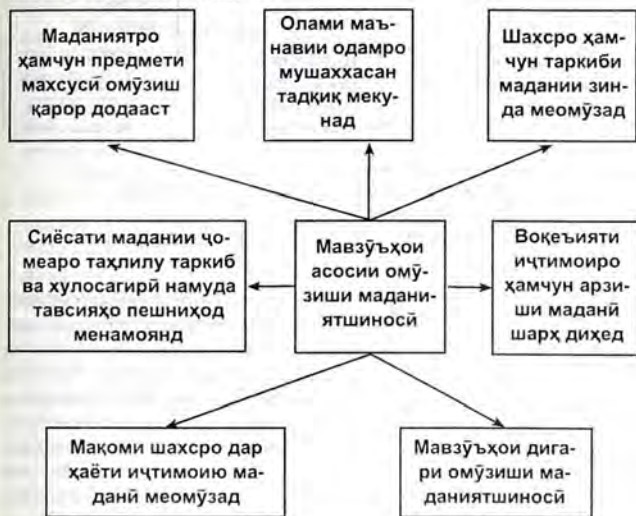 Маданиятро
ҳамчун предмети
махсусӣ омӯзиш
қарор додааст
Олами маъ-
навии одамро
мушаххасан
тадқиқ меку-
над
Шахсро ҳам-
чун таркиби
мадании зин-
да меомӯзад
Сиёсати мадании ҷо-
меаро таҳлилу таркиб
ва хулосагирӣ намуда
тавсияҳо пешниҳод
менамоянд
Мавзӯъҳои
асосии омӯ-
зиши мадани-
ятшиносӣ
Воқеъияти
иҷтимоиро
ҳамчун арзи-
ши маданӣ
шарҳ диҳед
Мақоми шахсро дар
ҳаёти иҷтимоию ма-
данӣ меомӯзад
Мавзӯъҳои дига-
ри омӯзиши ма-
даниятшиносӣ